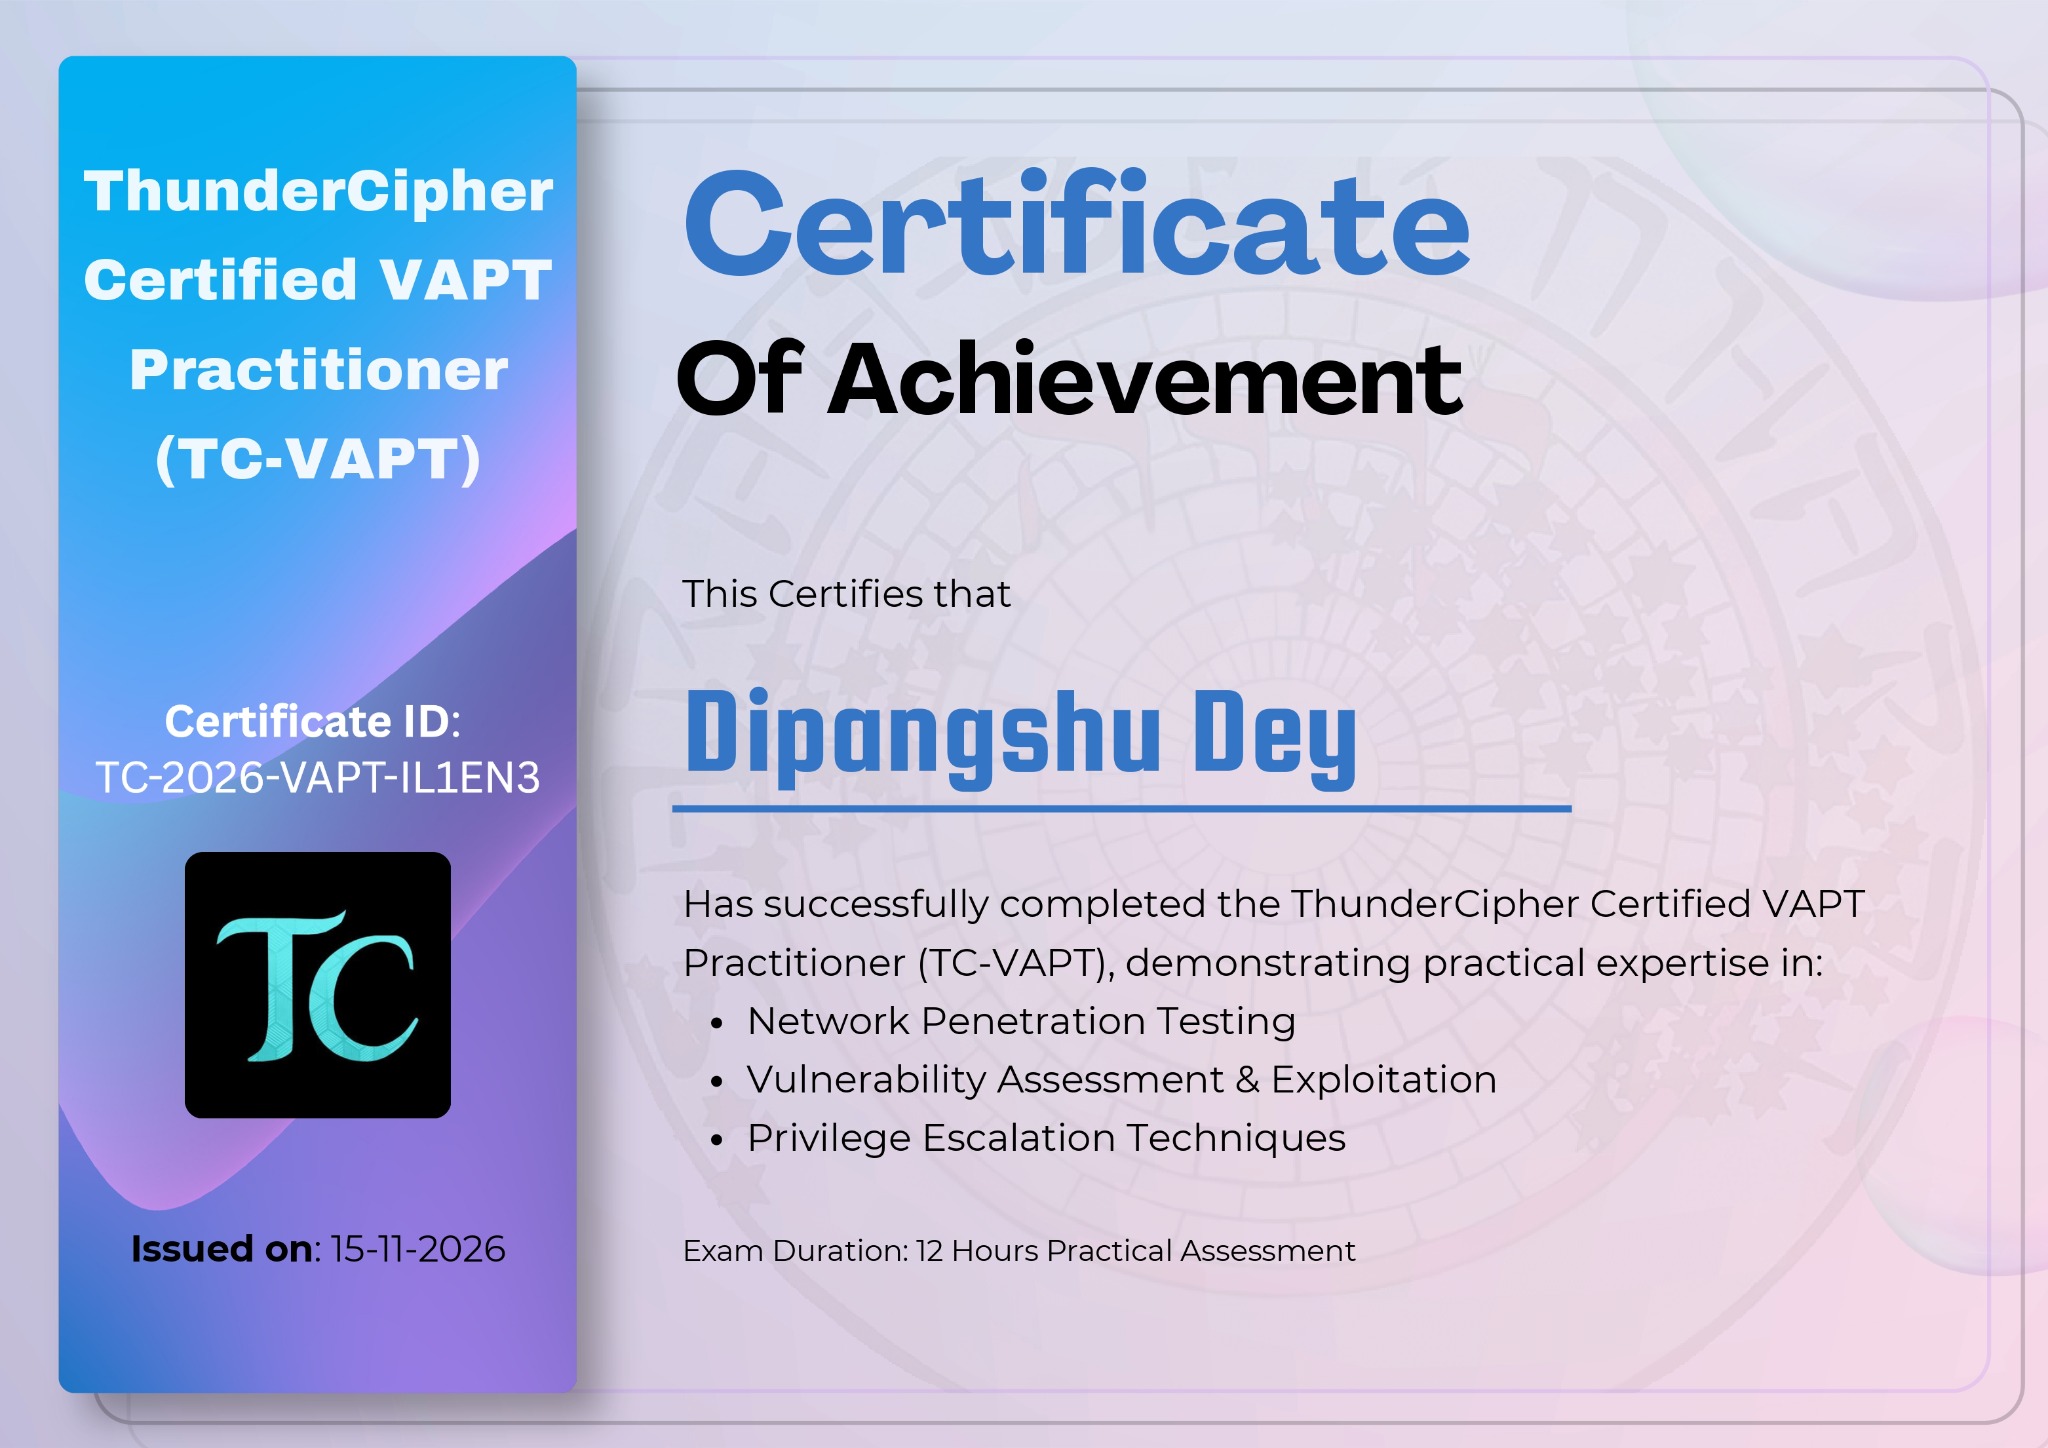 ThunderCipher
Certified VAPT
Practitioner
(TC-VAPT)
Certificate ID:
TC-2026-VAPT-IL1EN3
TC
Issued on: 15-11-2026
Certificate
Of Achievement
This Certifies that
Dipangshu Dey
Has successfully completed the ThunderCipher Certified VAPT
Practitioner (TC-VAPT), demonstrating practical expertise in:
• Network Penetration Testing
• Vulnerability Assessment & Exploitation
• Privilege Escalation Techniques
Exam Duration: 12 Hours Practical Assessment